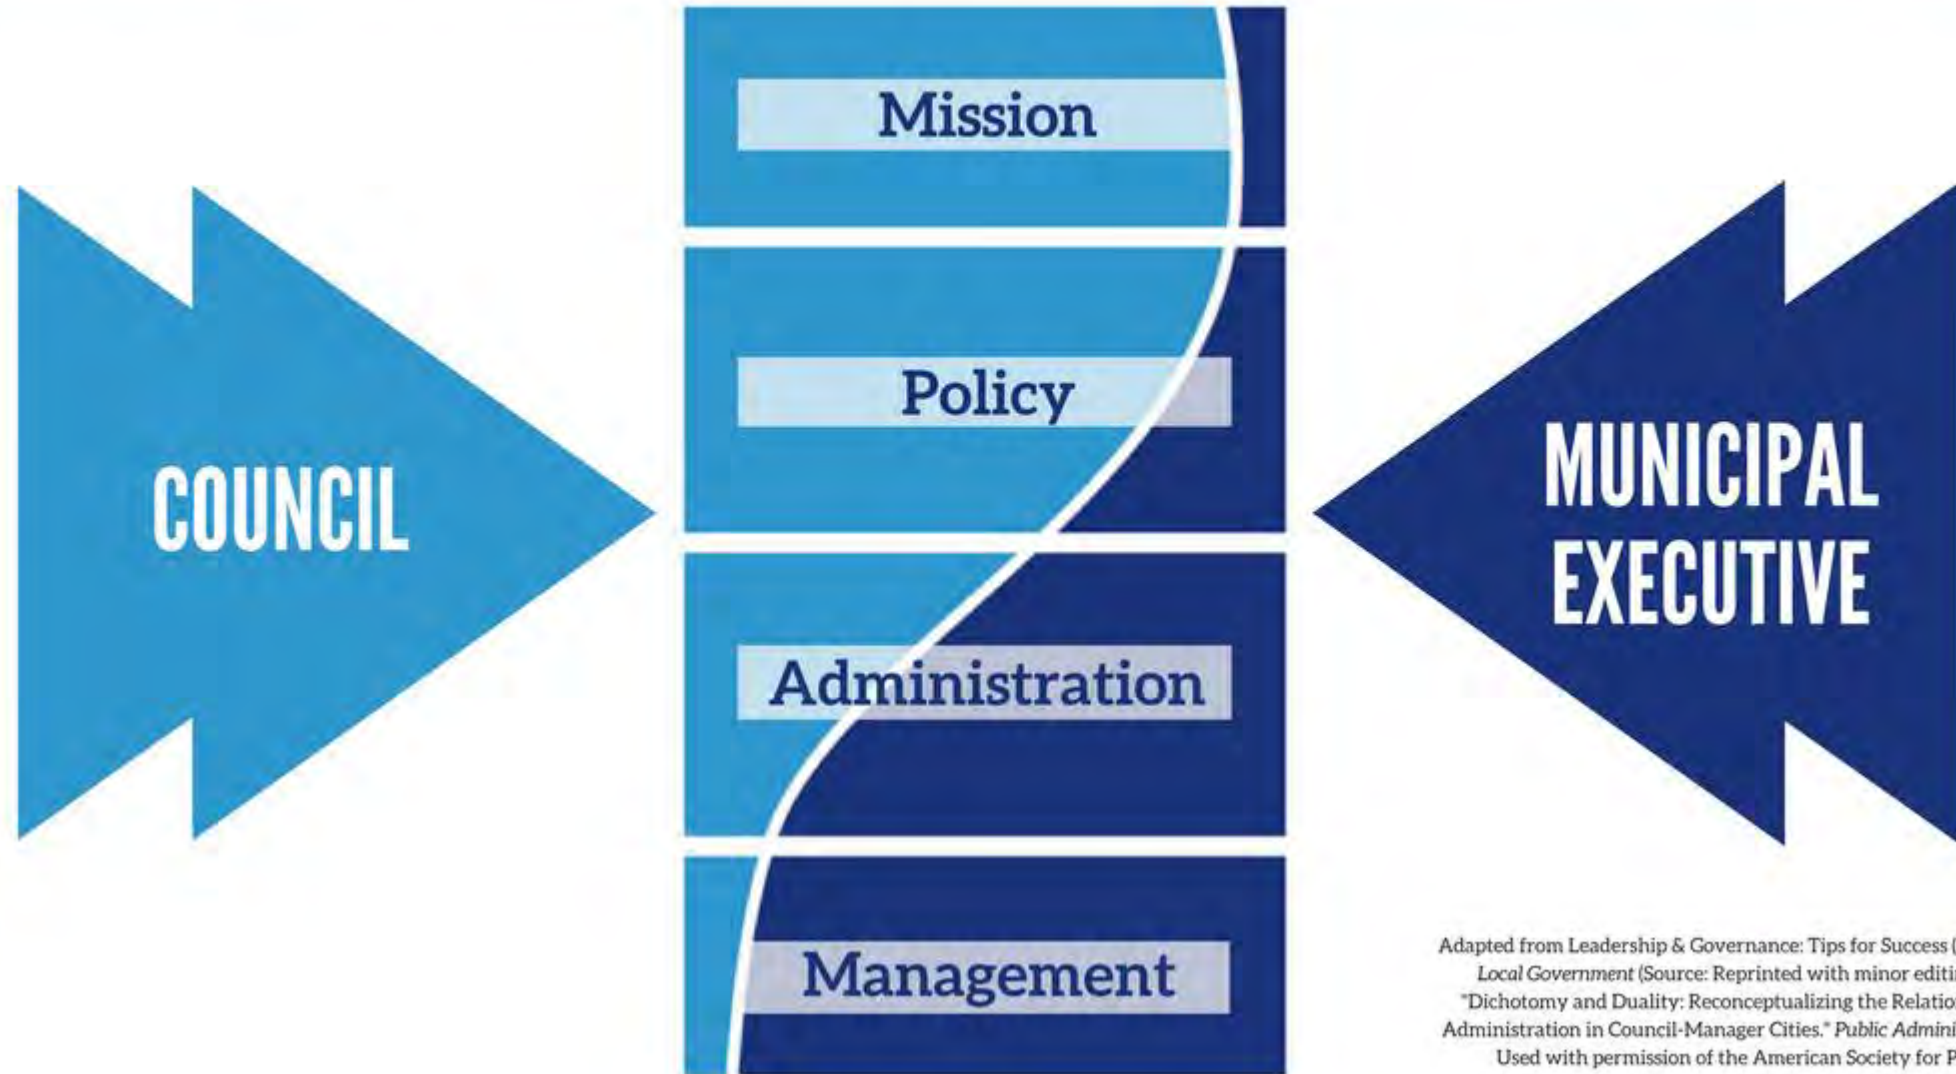 Mission
Policy
COUNCIL
MUNICIPAL
EXECUTIVE
Administration
Management
Adapted from Leadership & Governance: Tips for Success (
Local Government (Source: Reprinted with minor
"Dichotomy and Duality: Reconceptualizing the
Administration in Council-Manager Cities." Public
Used with permission of the American Society for